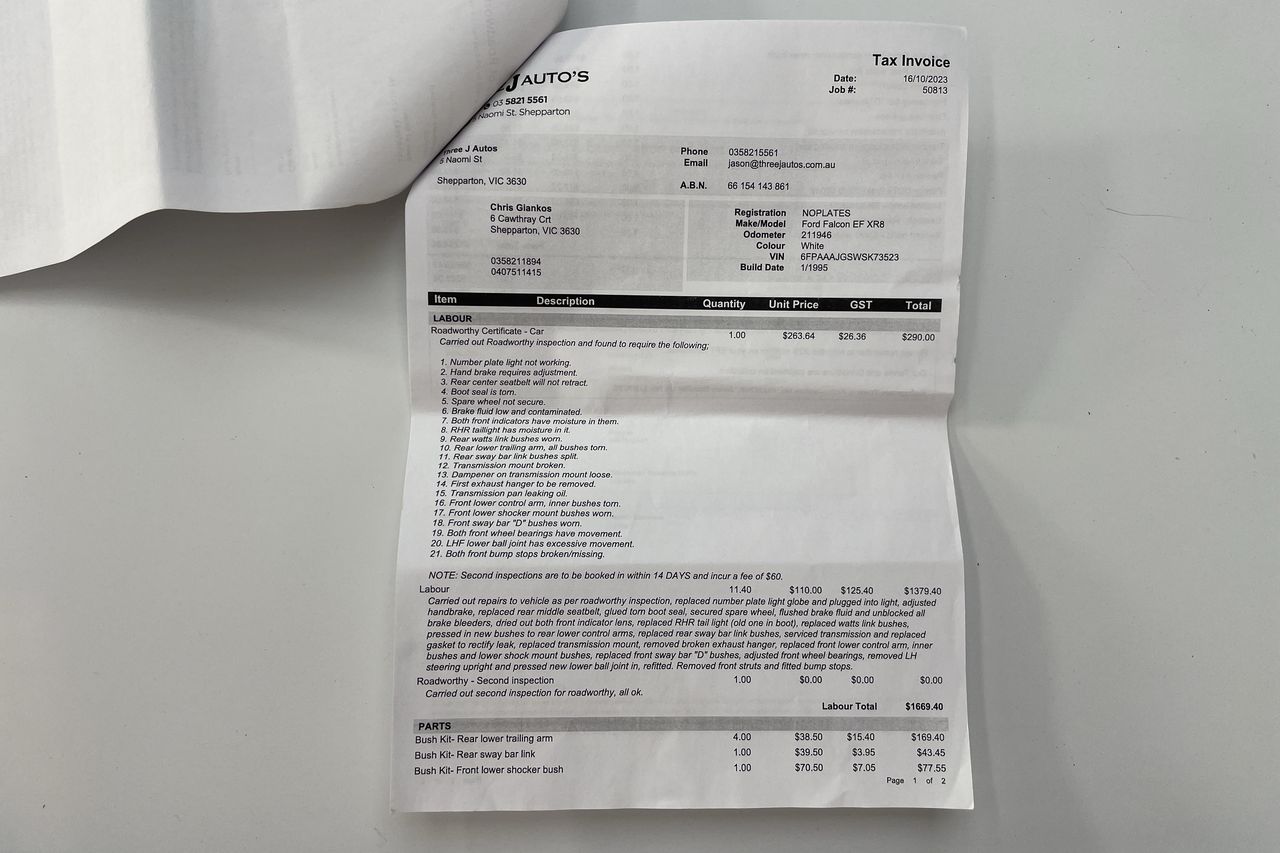 J AUTO'S
03 5821 5561
Naomi St. Shepparton
Tax Invoice
Date: 16/10/2023
Job #: 50813
Three J Autos
5 Naomi St
Shepparton, VIC 3630
Phone 0358215561
Email jason@threejautos.com.au
A.B.N. 66 154 143 861
Chris Giankos
6 Cawthray Crt
Shepparton, VIC 3630
0358211894
0407511415
Registration NOPLATES
Make/Model Ford Falcon EF XR8
Odometer 211946
Colour White
VIN 6FPAAAJGSWSK73523
Build Date 1/1995
Item Description Quantity Unit Price GST Total
LABOUR
Roadworthy Certificate - Car 1.00 $263.64 $26.36 $290.00
Carried out Roadworthy inspection and found to require the following;
1. Number plate light not working.
2. Hand brake requires adjustment.
3. Rear center seatbelt will not retract.
4. Boot seal is torn.
5. Spare wheel not secure.
6. Brake fluid low and contaminated.
7. Both front indicators have moisture in them.
8. RHR taillight has moisture in it.
9. Rear watts link bushes worn.
10. Rear lower trailing arm, all bushes torn.
11. Rear sway bar link bushes split.
12. Transmission mount broken.
13. Dampener on transmission mount loose.
14. First exhaust hanger to be removed.
15. Transmission pan leaking oil.
16. Front lower control arm, inner bushes torn.
17. Front lower shocker mount bushes worn.
18. Front sway bar "D" bushes worn.
19. Both front wheel bearings have movement.
20. LHF lower ball joint has excessive movement.
21. Both front bump stops broken/missing.
NOTE: Second inspections are to be booked in within 14 DAYS and incur a fee of $60.
Labour 11.40 $110.00 $125.40 $1379.40
Carried out repairs to vehicle as per roadworthy inspection, replaced number plate light globe and plugged into light, adjusted
handbrake, replaced rear middle seatbelt, glued torn boot seal, secured spare wheel, flushed brake fluid and unblocked all
brake bleeders, dried out both front indicator lens, replaced RHR tail light (old one in boot), replaced watts link bushes,
pressed in new bushes to rear lower control arms, replaced rear sway bar link bushes, serviced transmission and replaced
gasket to rectify leak, replaced transmission mount, removed broken exhaust hanger, replaced front lower control arm, inner
bushes and lower shock mount bushes, replaced front sway bar "D" bushes, adjusted front wheel bearings, removed LH
steering upright and pressed new lower ball joint in, refitted. Removed front struts and fitted bump stops.
Roadworthy - Second inspection 1.00 $0.00 $0.00 $0.00
Carried out second inspection for roadworthy, all ok.
Labour Total $1669.40
PARTS
Bush Kit- Rear lower trailing arm 4.00 $38.50 $15.40 $169.40
Bush Kit- Rear sway bar link 1.00 $39.50 $3.95 $43.45
Bush Kit- Front lower shocker bush 1.00 $70.50 $7.05 $77.55
Page 1 of 2